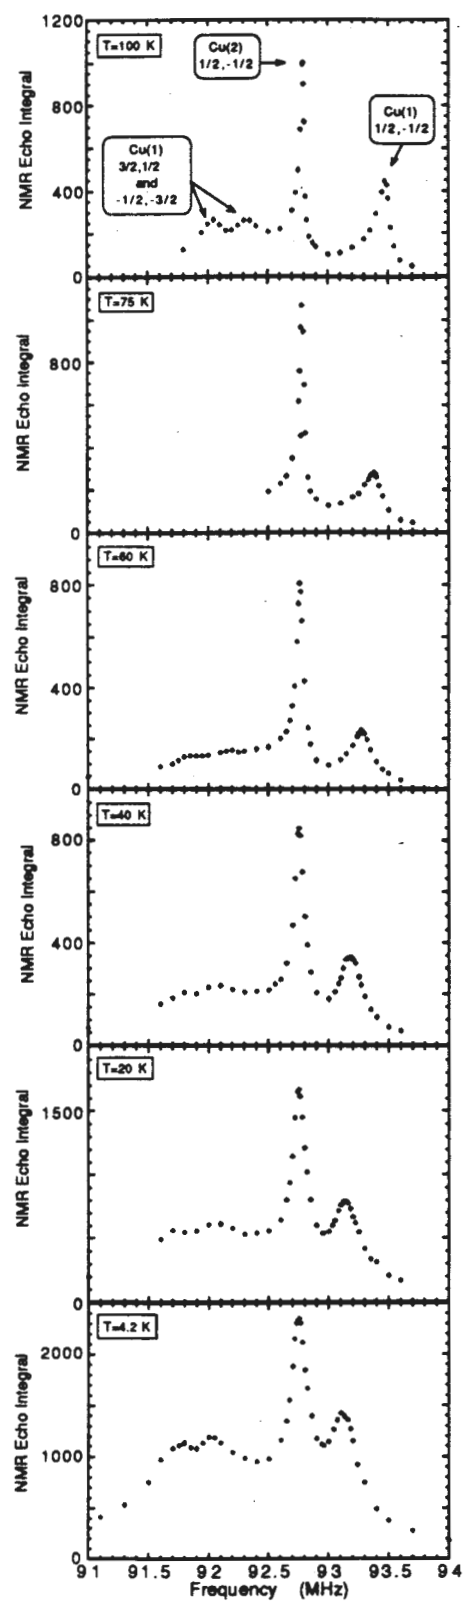 1200
T=100 K
Cu(2)
1/2,-1/2
NMR Echo Integral
800
Cu(1)
1/2,-1/2
Cu(1)
3/2,1/2
and
-1/2,-3/2
400
0
T=75 K
NMR Echo Integral
800
0
T=60 K
NMR Echo Integral
800
400
0
T=40 K
NMR Echo Integral
800
400
0
T=20 K
NMR Echo Integral
1500
0
T=4.2 K
NMR Echo Integral
2000
1000
0
91 91.5 92 92.5 93 93.5 94
Frequency (MHz)